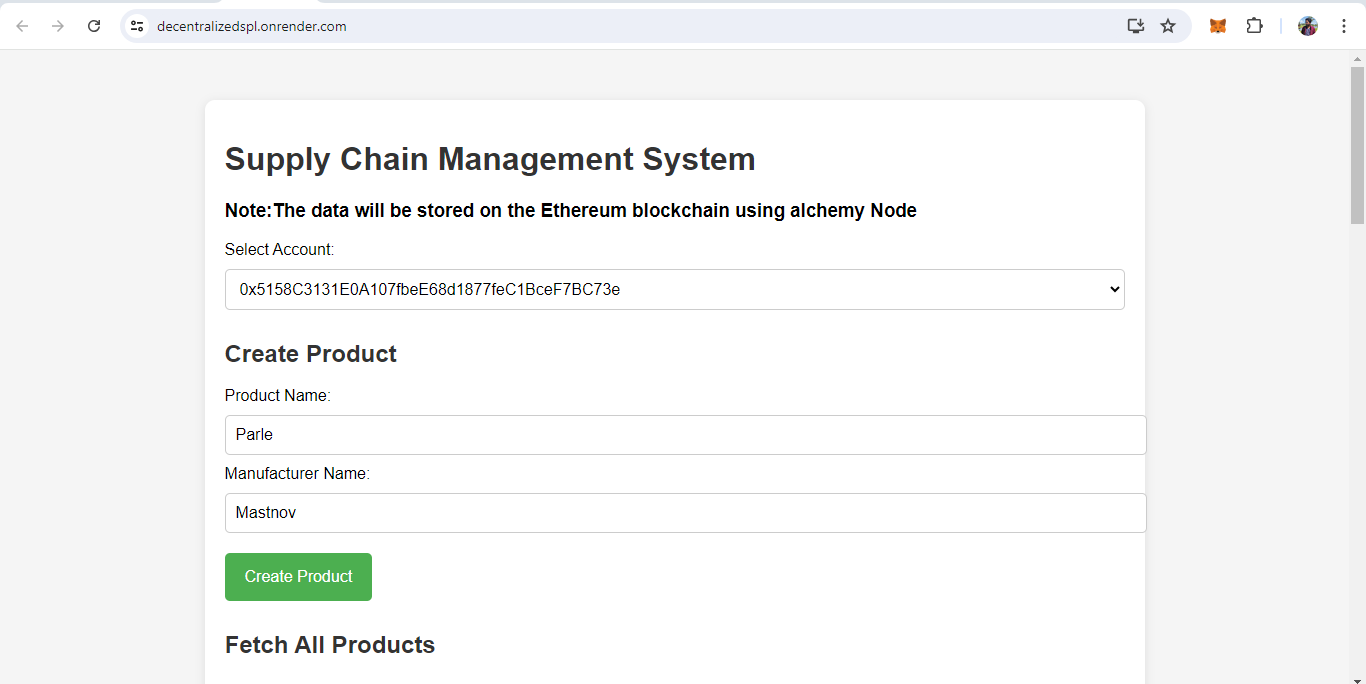 decentralizedspl.onrender.com
Supply Chain Management System
Note:The data will be stored on the Ethereum blockchain using alchemy Node
Select Account:
0x5158C3131E0A107fbeE68d1877feC1BceF7BC73e
Create Product
Product Name:
Parle
Manufacturer Name:
Mastnov
Create Product
Fetch All Products